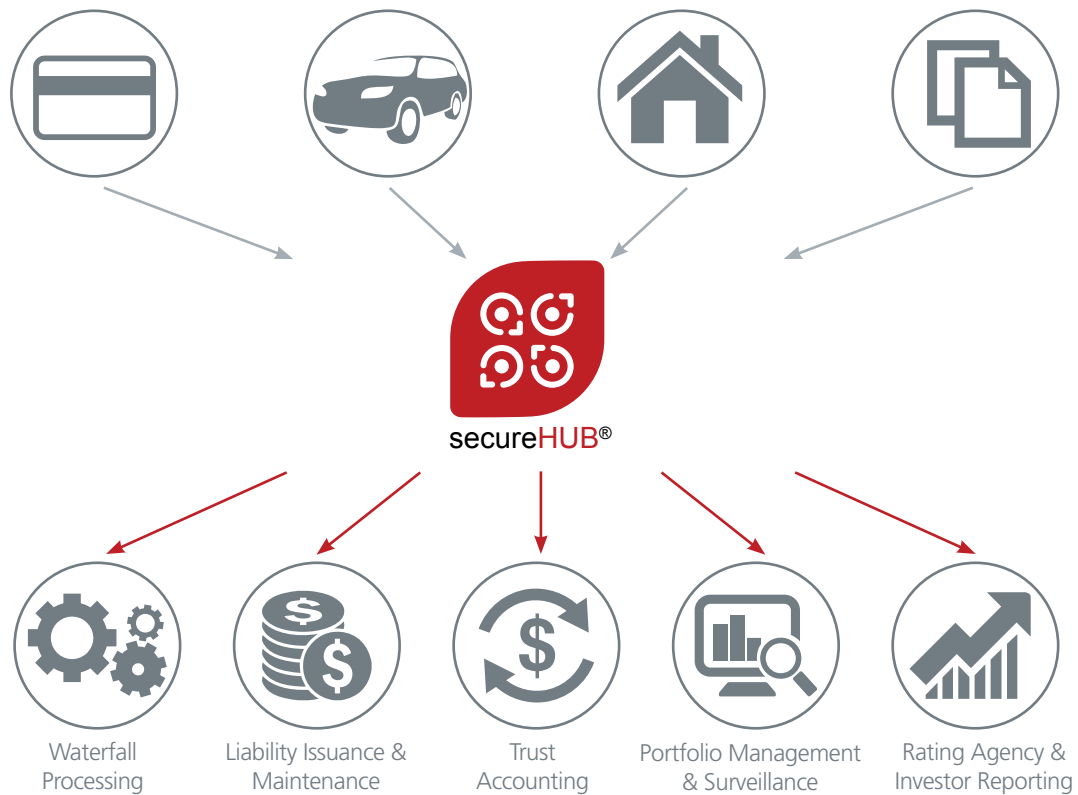 secureHUB®
Waterfall
Processing
Liability Issuance &
Maintenance
Trust
Accounting
Portfolio Management
& Surveillance
Rating Agency &
Investor Reporting